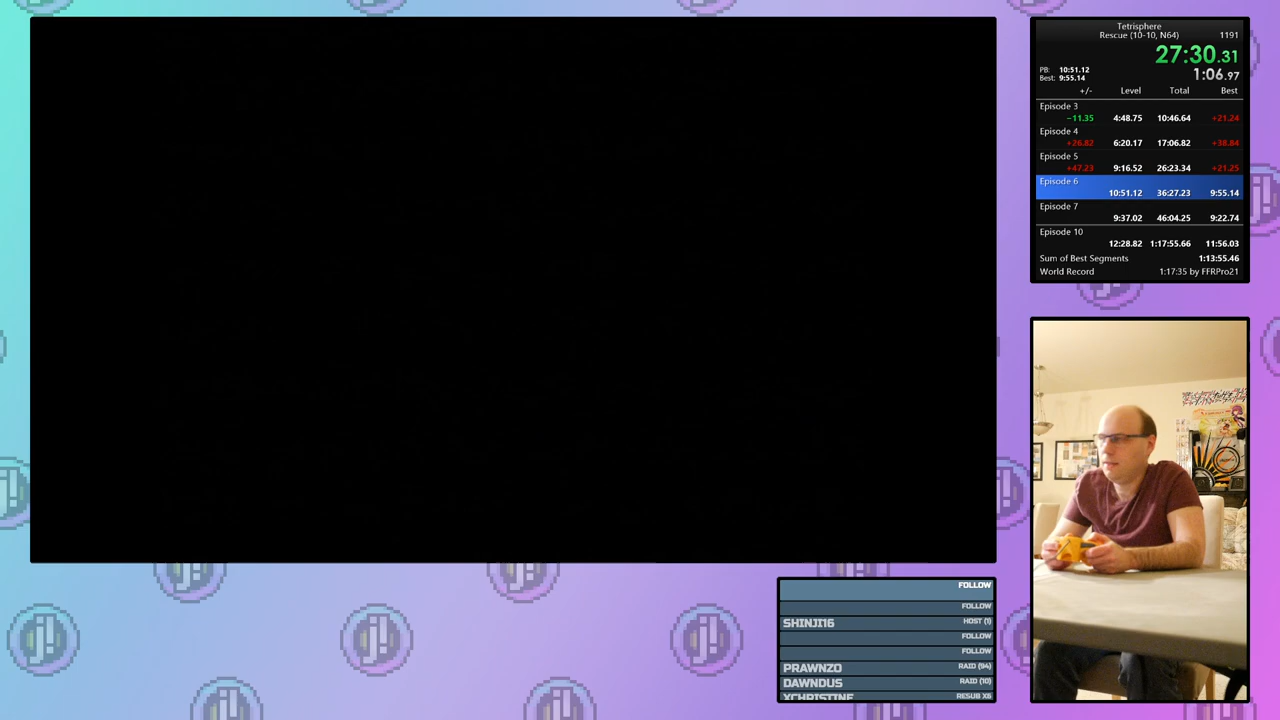 Tetrisphere
Rescue (10-10, N64) 1191
27:30.31
PB: 10:51.12
Best: 9:55.14
1:06.97
+/- Level Total Best
Episode 3
−11.35 4:48.75 10:46.64 +21.24
Episode 4
+26.82 6:20.17 17:06.82 +38.84
Episode 5
+47.23 9:16.52 26:23.34 +21.25
Episode 6
10:51.12 36:27.23 9:55.14
Episode 7
9:37.02 46:04.25 9:22.74
Episode 10
12:28.82 1:17:55.66 11:56.03
Sum of Best Segments 1:13:55.46
World Record 1:17:35 by FFRPro21
FOLLOW
FOLLOW
SHINJI16 HOST (1)
FOLLOW
FOLLOW
PRAWNZO RAID (94)
DAWNDUS RAID (10)
XCHRISTINE RESUB X6